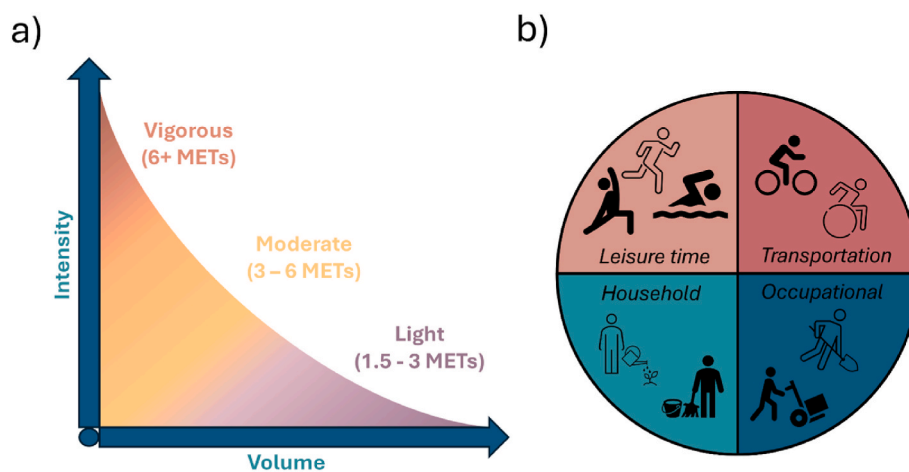 a)
Vigorous
(6+ METs)
Moderate
(3 – 6 METs)
Light
(1.5 - 3 METs)
Intensity
Volume
b)
Leisure time
Transportation
Household
Occupational